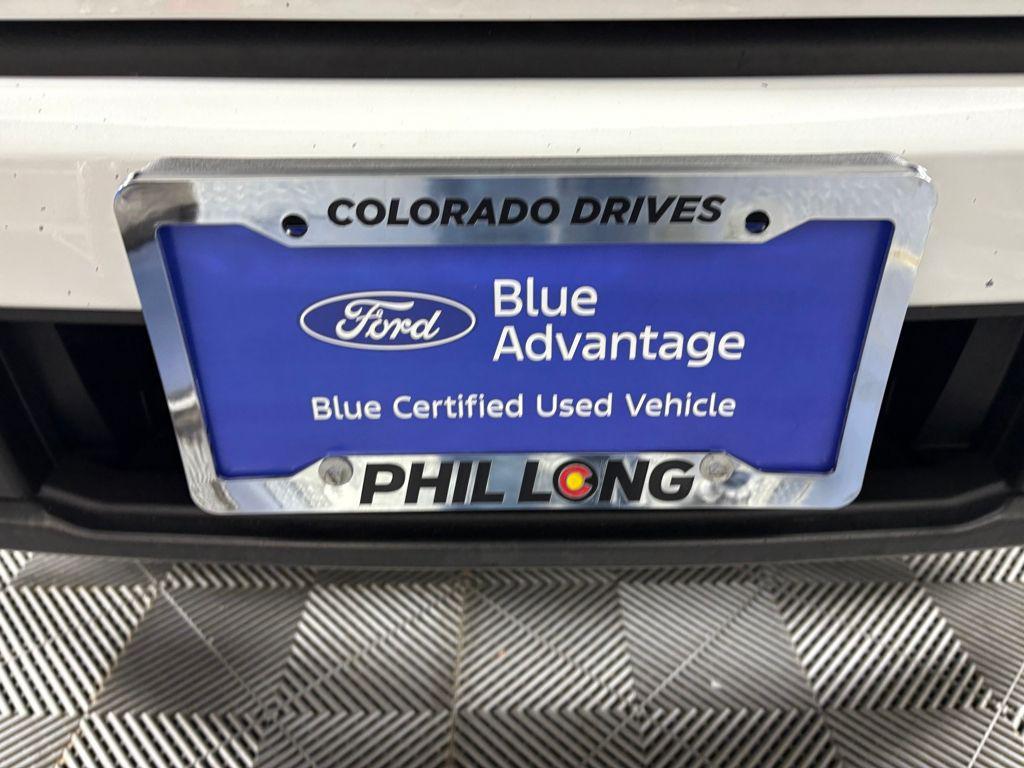 COLORADO DRIVES
Ford
Blue
Advantage
Blue Certified Used Vehicle
PHIL LONG